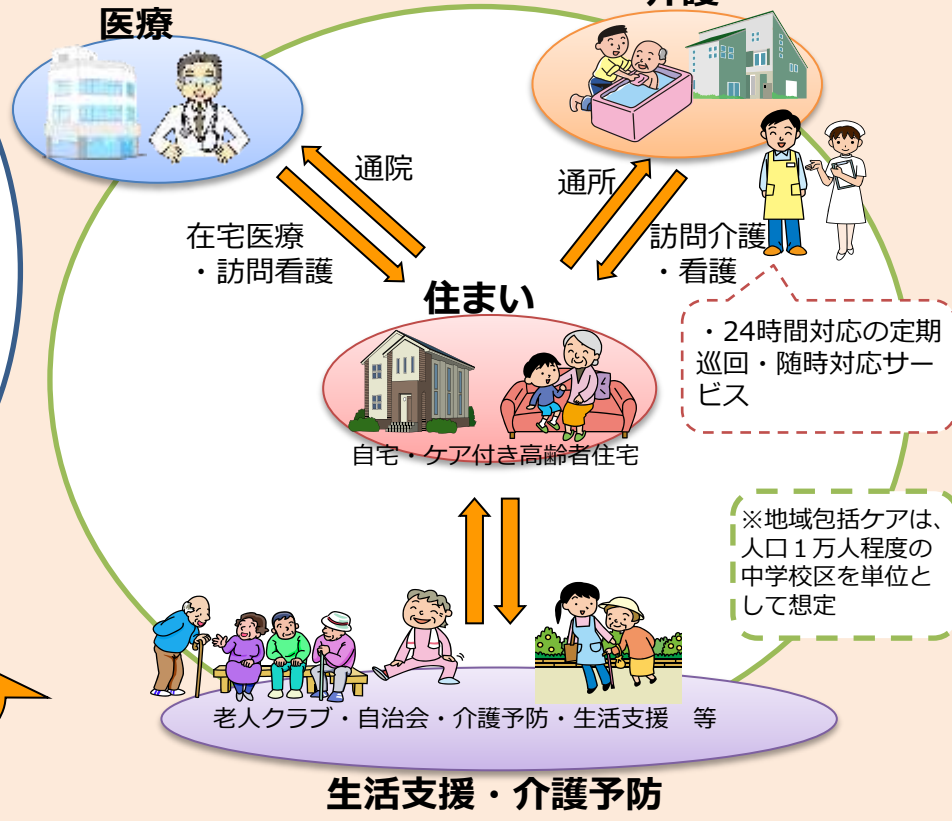 介護
医療
通院
通所
在宅医療
・訪問看護
訪問介護
・看護
住まい
・24時間対応の定期
巡回・随時対応サー
ビス
自宅・ケア付き高齢者住宅
※地域包括ケアは、
人口１万人程度の
中学校区を単位と
して想定
老人クラブ・自治会・介護予防・生活支援　等
生活支援・介護予防